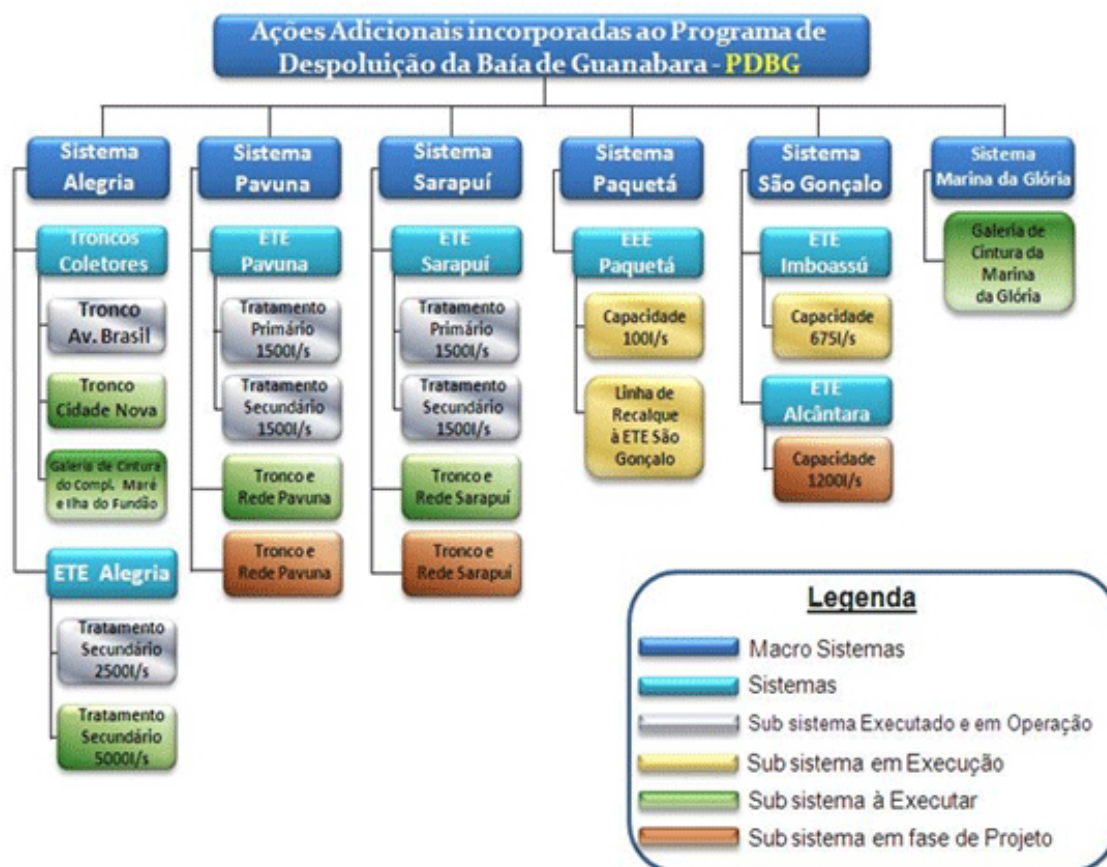 Ações Adicionais incorporadas ao Programa de
Despoluição da Baía de Guanabara - PDBG
Sistema
Alegria
Troncos
Coletores
Tronco
Av. Brasil
Tronco
Cidade Nova
Galeria de Cintura
do Compl. Maré
e Ilha do Fundão
ETE Alegria
Tratamento
Secundário
2500l/s
Tratamento
Secundário
5000l/s
Sistema
Pavuna
ETE
Pavuna
Tratamento
Primário
1500l/s
Tratamento
Secundário
1500l/s
Tronco e
Rede Pavuna
Tronco e
Rede Pavuna
Sistema
Sarapuí
ETE
Sarapuí
Tratamento
Primário
1500l/s
Tratamento
Secundário
1500l/s
Tronco e
Rede Sarapuí
Tronco e
Rede Sarapuí
Sistema
Paquetá
EEE
Paquetá
Capacidade
100l/s
Linha de
Recalque
à ETE São
Gonçalo
Sistema
São Gonçalo
ETE
Imboassú
Capacidade
675l/s
ETE
Alcântara
Capacidade
1200l/s
Sistema
Marina da Glória
Galeria de
Cintura da
Marina
da Glória
Legenda
Macro Sistemas
Sistemas
Sub sistema Executado e em Operação
Sub sistema em Execução
Sub sistema à Executar
Sub sistema em fase de Projeto